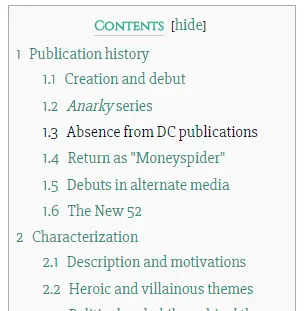 Contents [hide]
1 Publication history
1.1 Creation and debut
1.2 Anarky series
1.3 Absence from DC publications
1.4 Return as "Moneyspider"
1.5 Debuts in alternate media
1.6 The New 52
2 Characterization
2.1 Description and motivations
2.2 Heroic and villainous themes